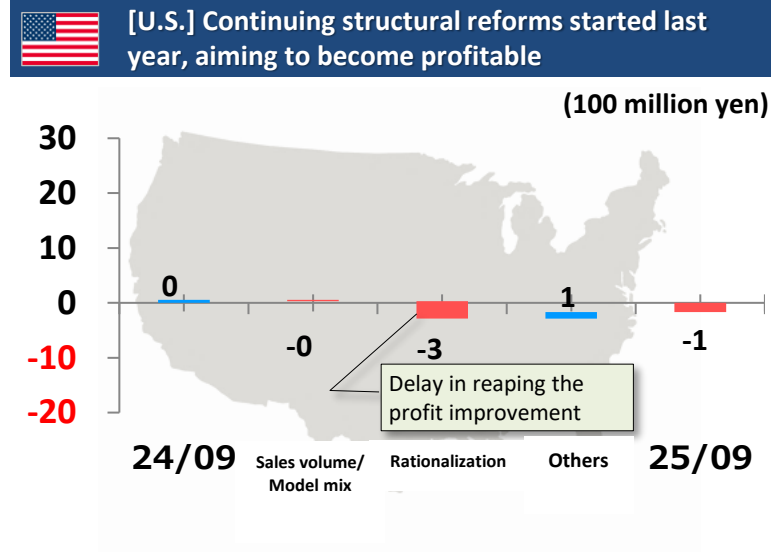 [U.S.] Continuing structural reforms started last
year, aiming to become profitable
(100 million yen)
30
20
10
0
-10
-20
0
-0
-3
1
-1
Delay in reaping the
profit improvement
24/09
Sales volume/
Model mix
Rationalization
Others
25/09